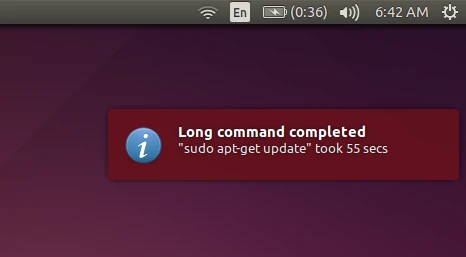 En (0:36) 6:42 AM
Long command completed
"sudo apt-get update" took 55 secs